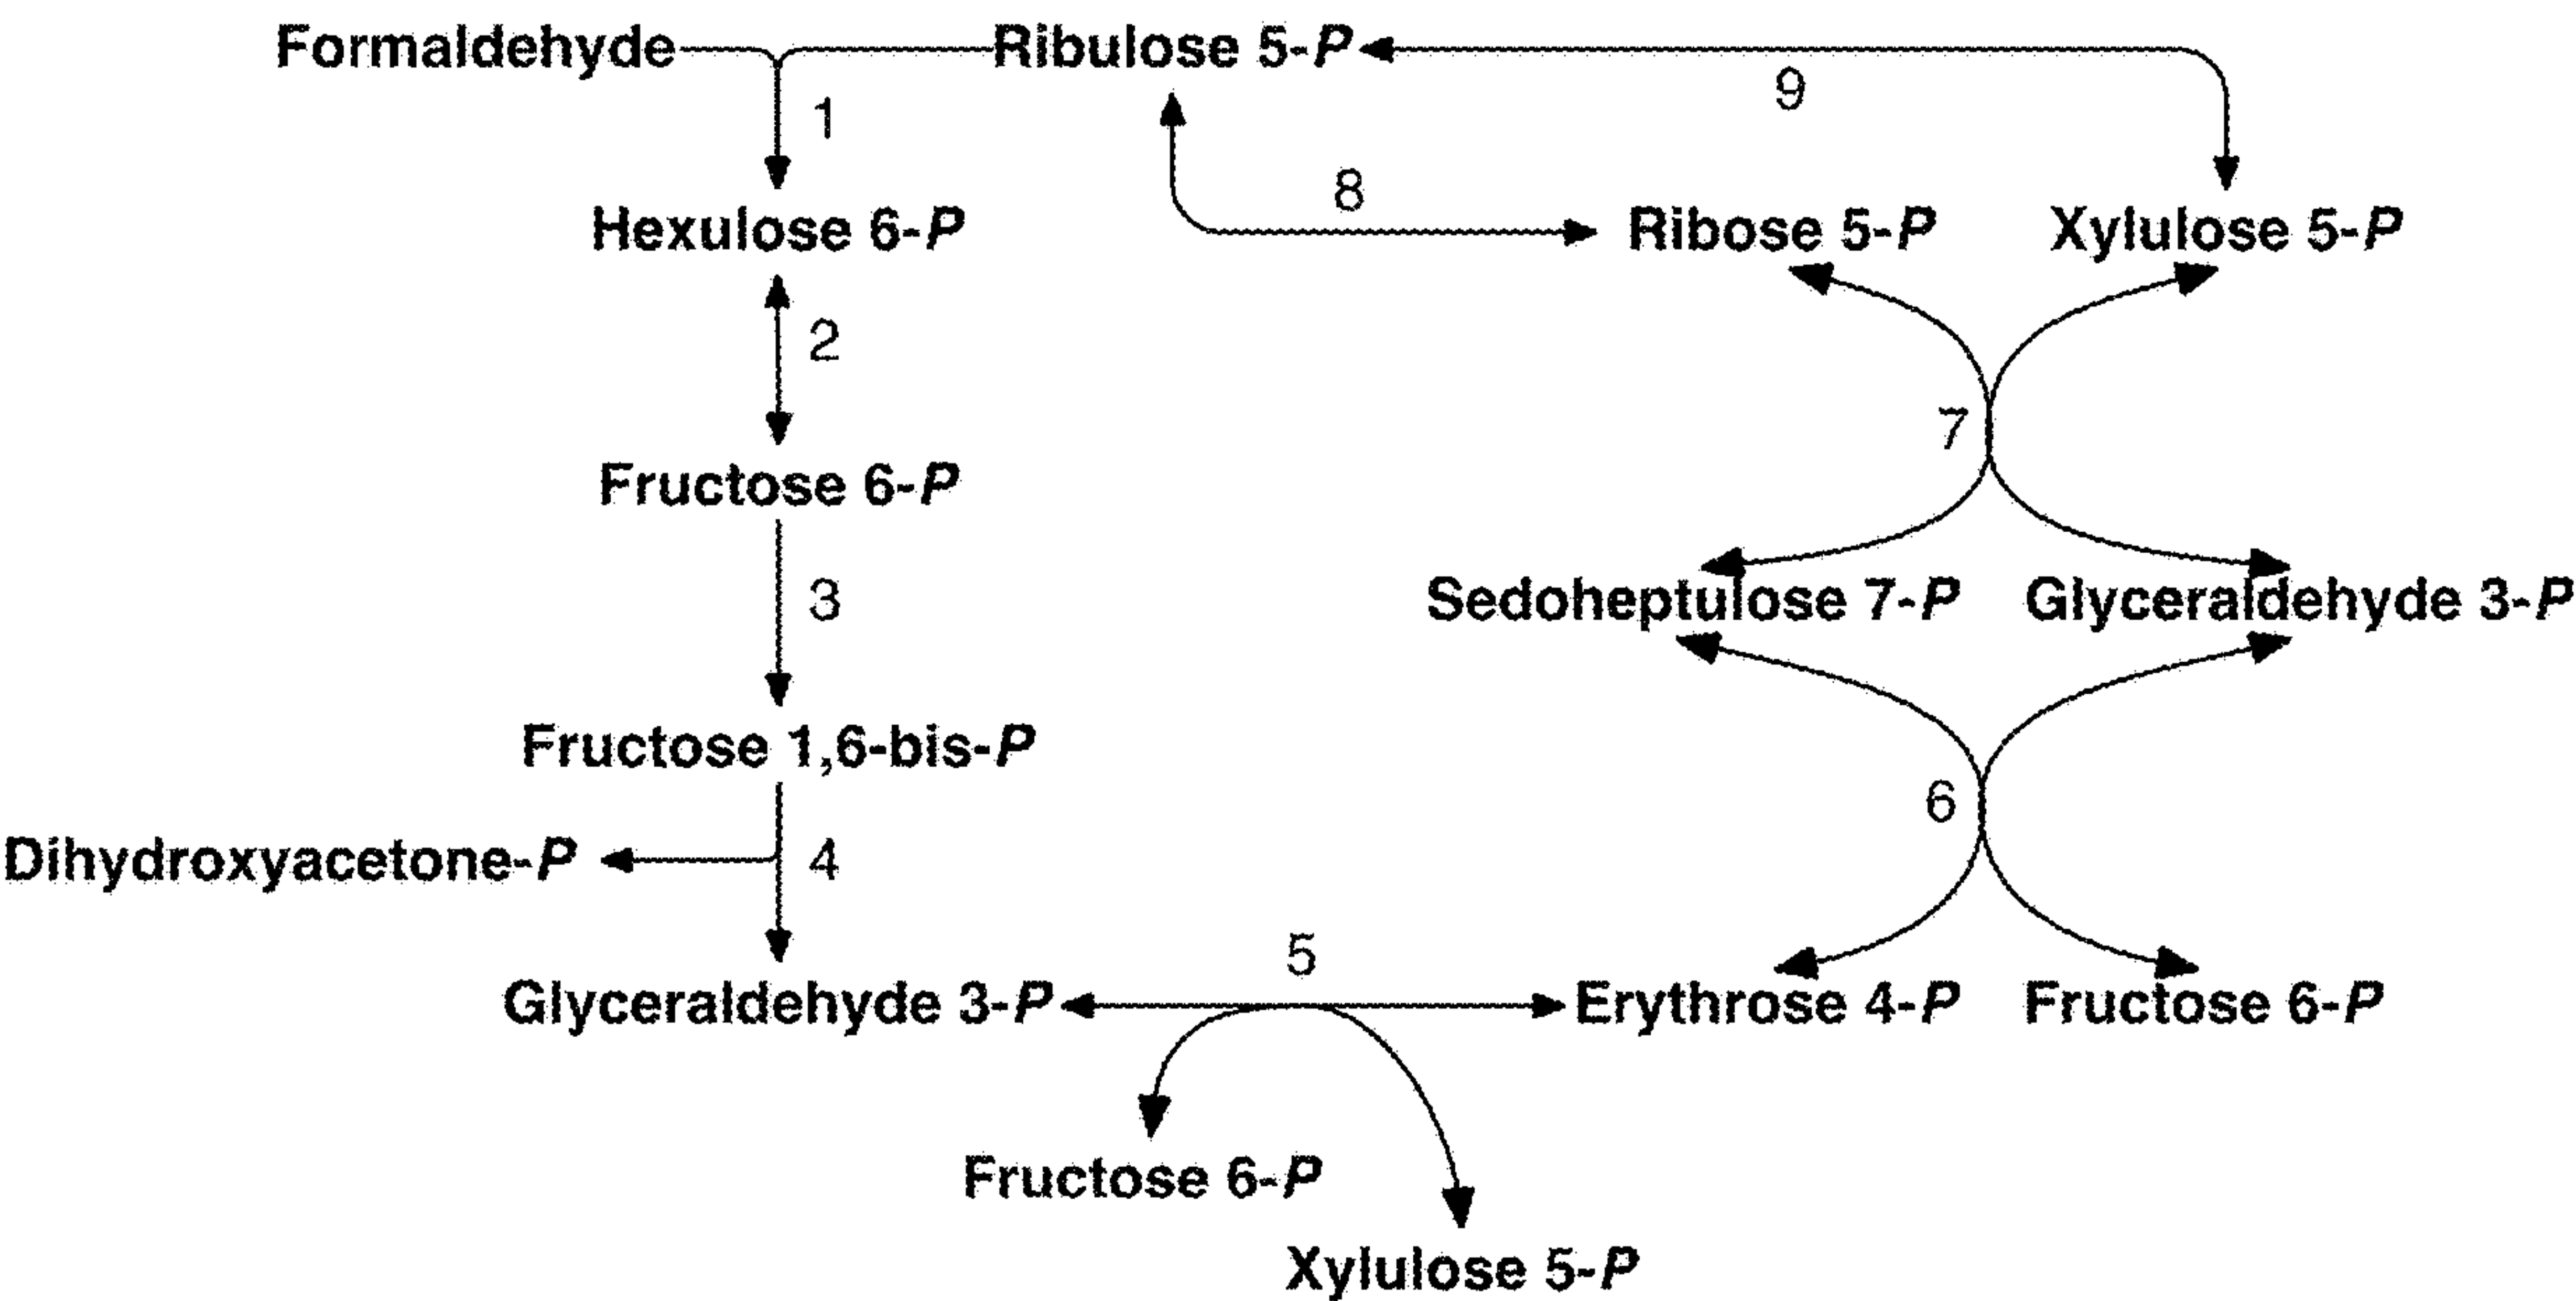 Formaldehyde Ribulose 5-P
9
1
8
Hexulose 6-P Ribose 5-P Xylulose 5-P
2
7
Fructose 6-P
3
Sedoheptulose 7-P Glyceraldehyde 3-P
Fructose 1,6-bis-P
6
Dihydroxyacetone-P 4
5
Glyceraldehyde 3-P Erythrose 4-P Fructose 6-P
Fructose 6-P
Xylulose 5-P